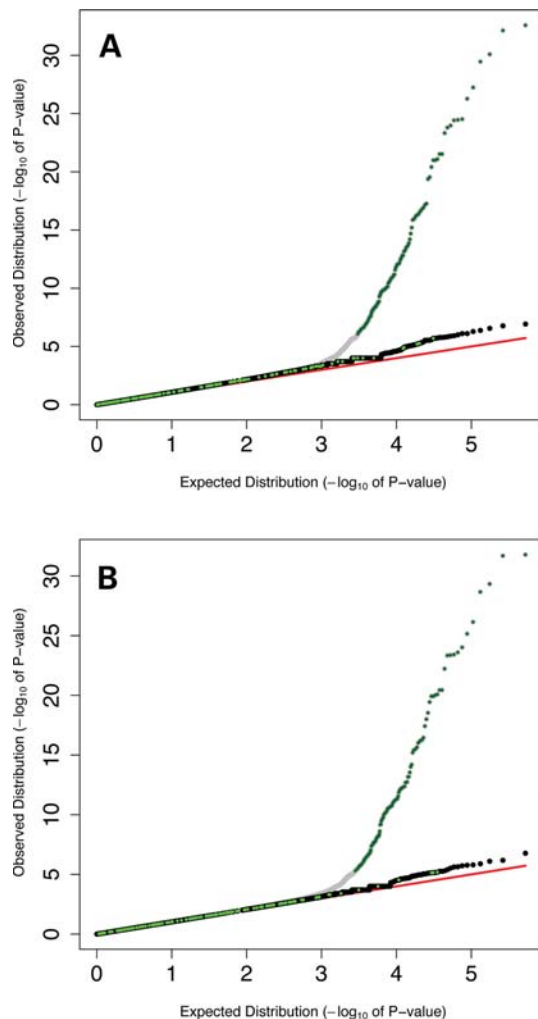 A
Observed Distribution (−log₁₀ of P−value)
30
25
20
15
10
5
0
0 1 2 3 4 5
Expected Distribution (−log₁₀ of P−value)
B
Observed Distribution (−log₁₀ of P−value)
30
25
20
15
10
5
0
0 1 2 3 4 5
Expected Distribution (−log₁₀ of P−value)